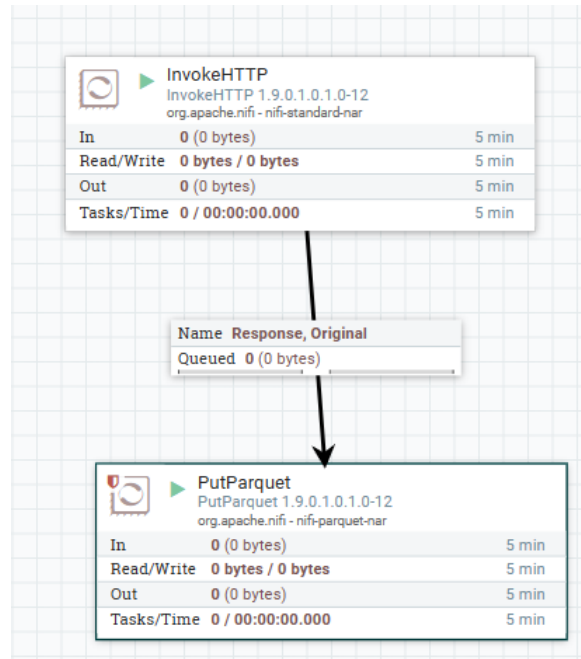 InvokeHTTP
InvokeHTTP 1.9.0.1.0.1.0-12
org.apache.nifi - nifi-standard-nar
In 0 (0 bytes) 5 min
Read/Write 0 bytes / 0 bytes 5 min
Out 0 (0 bytes) 5 min
Tasks/Time 0 / 00:00:00.000 5 min
Name Response, Original
Queued 0 (0 bytes)
PutParquet
PutParquet 1.9.0.1.0.1.0-12
org.apache.nifi - nifi-parquet-nar
In 0 (0 bytes) 5 min
Read/Write 0 bytes / 0 bytes 5 min
Out 0 (0 bytes) 5 min
Tasks/Time 0 / 00:00:00.000 5 min